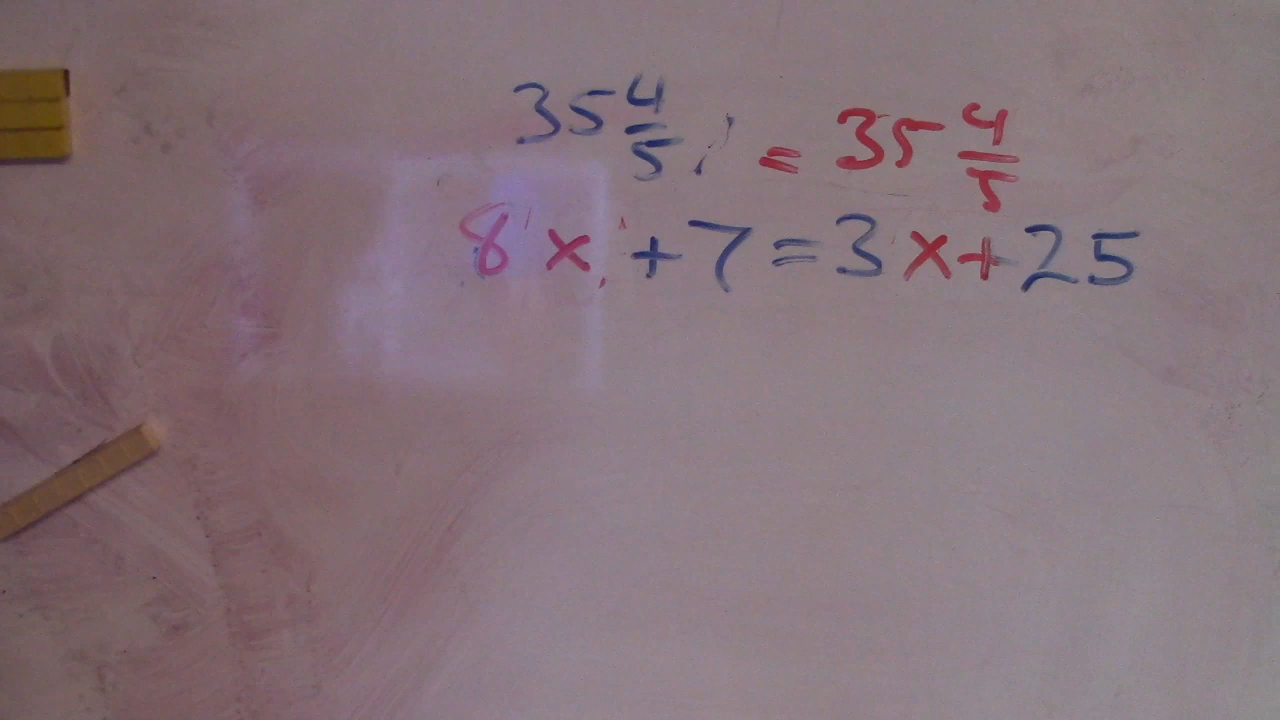 35 4/5 = 35 4/5
8x + 7 = 3x + 25